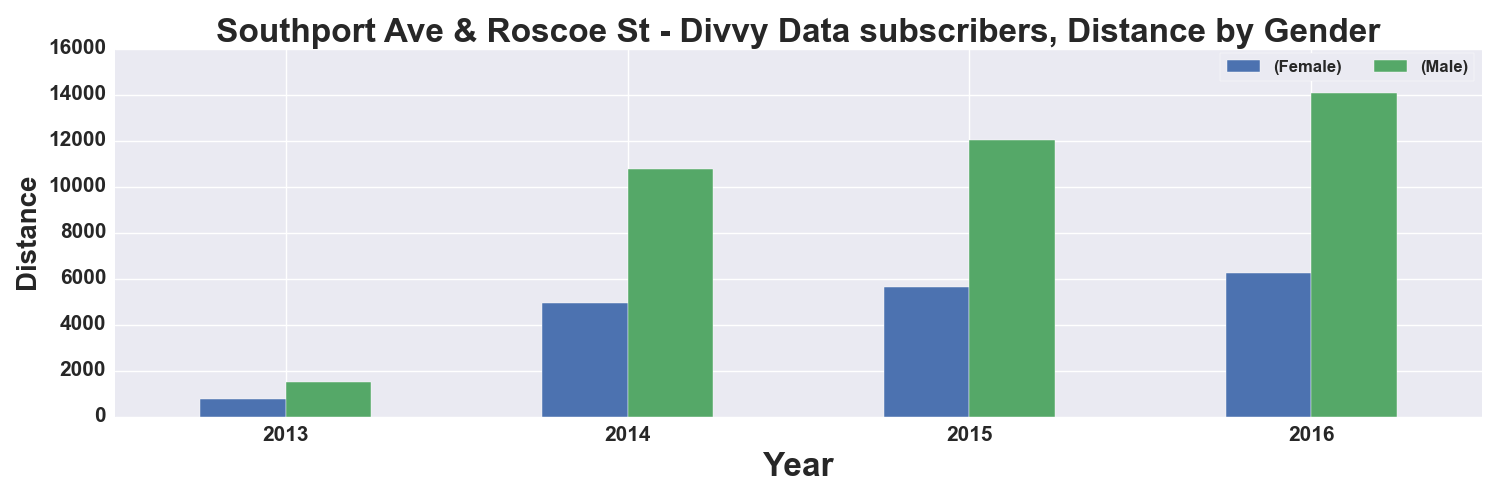 Southport Ave & Roscoe St - Divvy Data subscribers, Distance by Gender
(Female) (Male)
Distance
16000
14000
12000
10000
8000
6000
4000
2000
0
2013 2014 2015 2016
Year